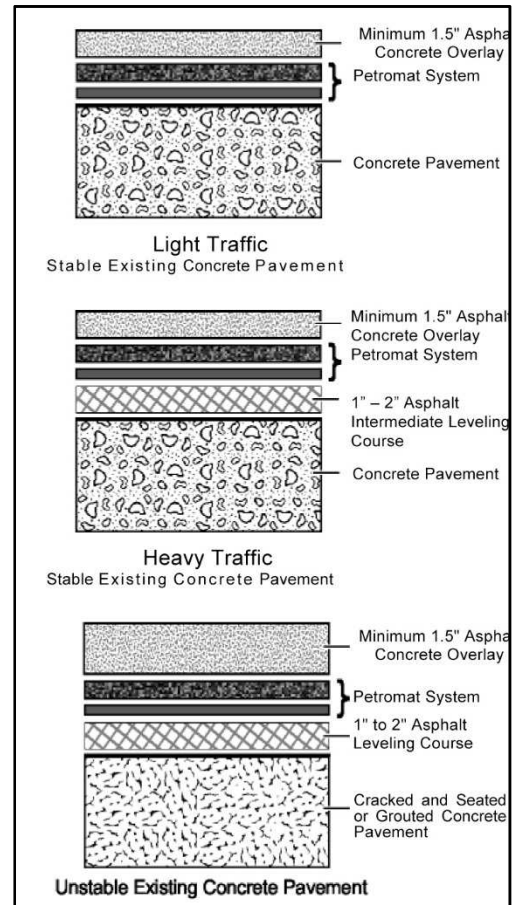 Minimum 1.5" Aspha
Concrete Overlay
Petromat System
Concrete Pavement
Light Traffic
Stable Existing Concrete Pavement
Minimum 1.5" Asphalt
Concrete Overlay
Petromat System
1" – 2" Asphalt
Intermediate Leveling
Course
Concrete Pavement
Heavy Traffic
Stable Existing Concrete Pavement
Minimum 1.5" Aspha
Concrete Overlay
Petromat System
1" to 2" Asphalt
Leveling Course
Cracked and Seated
or Grouted Concrete
Pavement
Unstable Existing Concrete Pavement